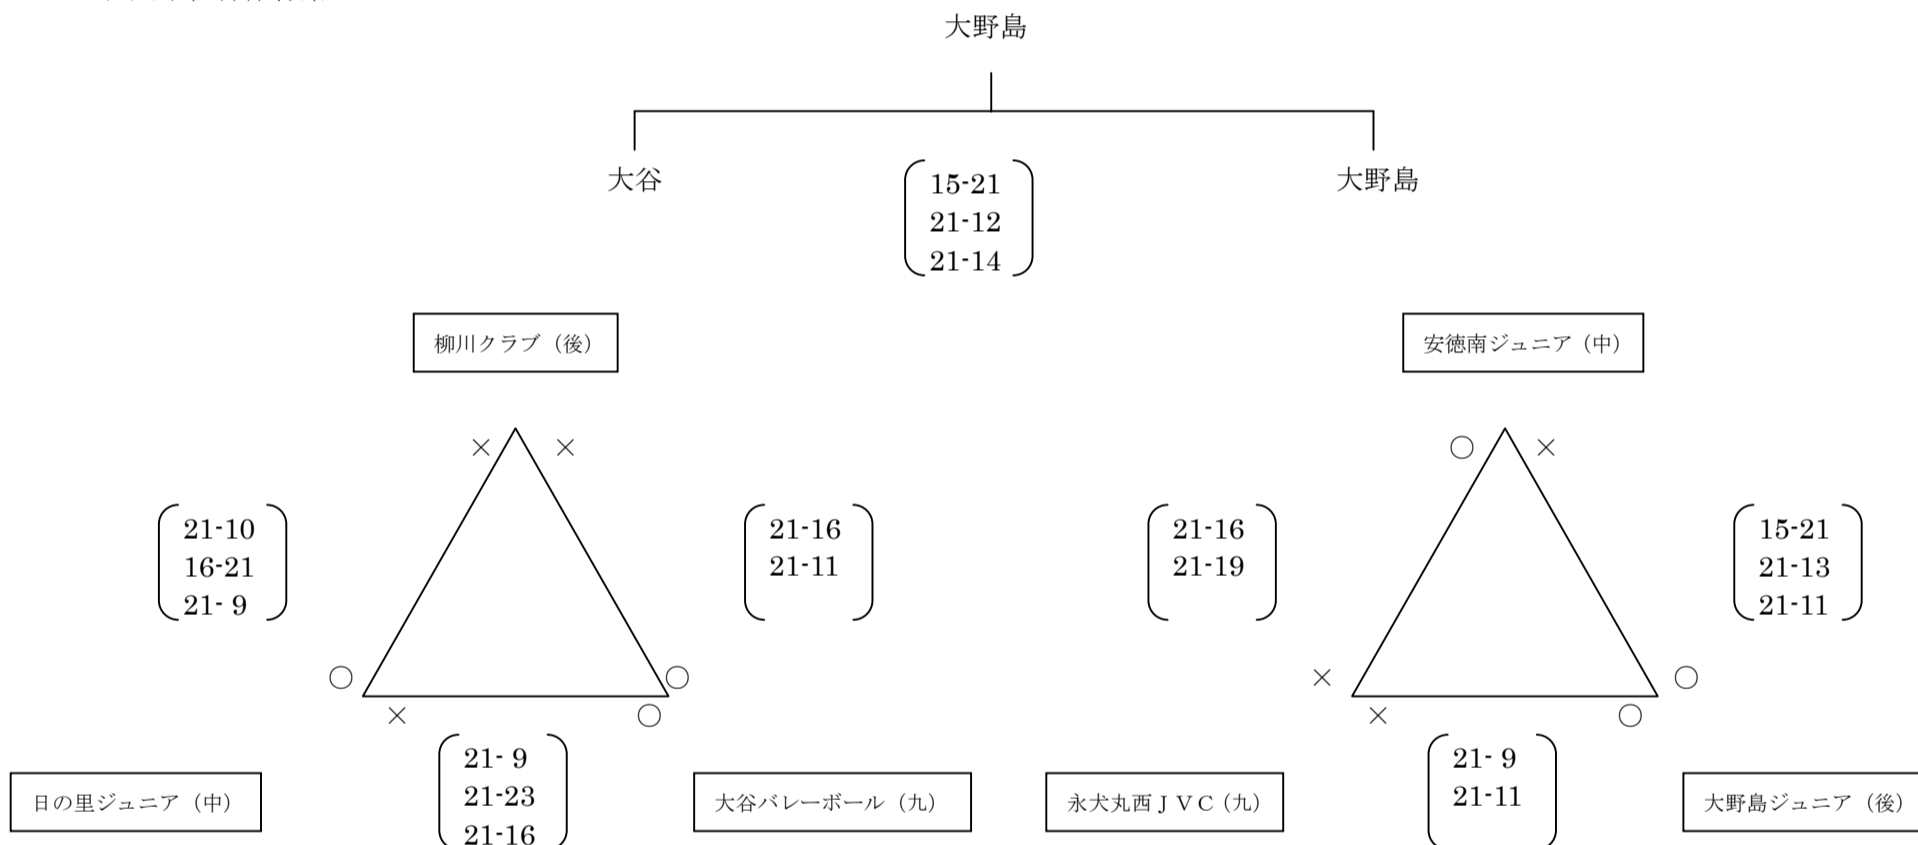 大野島
大谷
大野島
15-21
21-12
21-14
柳川クラブ（後）
安徳南ジュニア（中）
× ×
○ ×
21-10
16-21
21- 9
21-16
21-11
21-16
21-19
15-21
21-13
21-11
○ ○
× ○
× ○
× ○
21- 9
21-23
21-16
21- 9
21-11
日の里ジュニア（中）
大谷バレーボール（九）
永犬丸西ＪＶＣ（九）
大野島ジュニア（後）